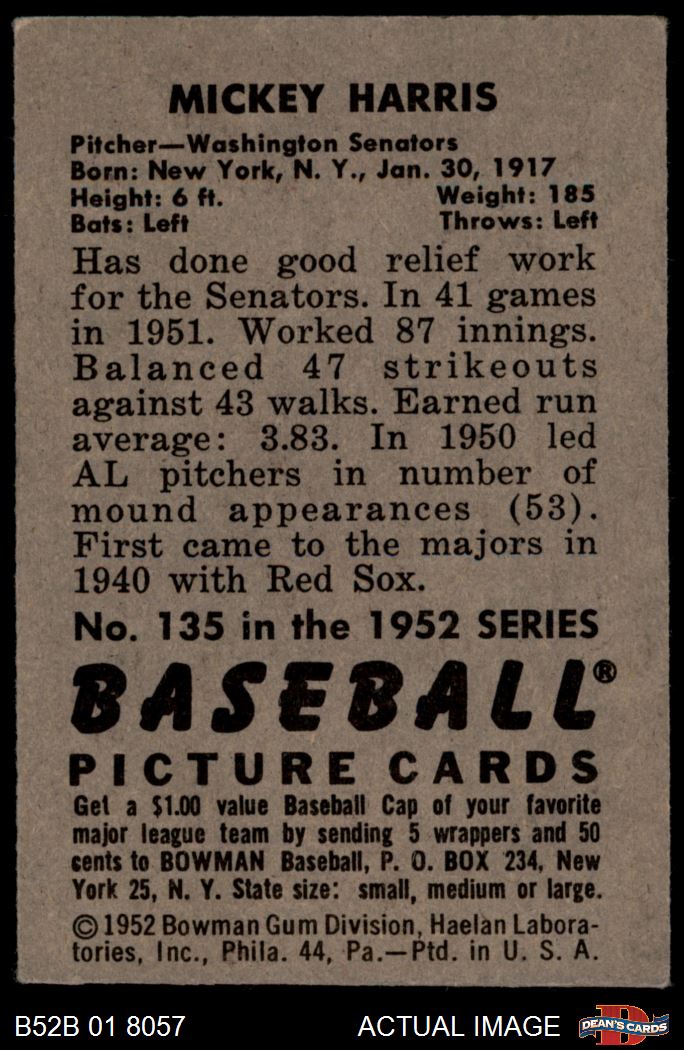 MICKEY HARRIS
Pitcher—Washington Senators
Born: New York, N. Y., Jan. 30, 1917
Height: 6 ft. Weight: 185
Bats: Left Throws: Left
Has done good relief work
for the Senators. In 41 games
in 1951. Worked 87 innings.
Balanced 47 strikeouts
against 43 walks. Earned run
average: 3.83. In 1950 led
AL pitchers in number of
mound appearances (53).
First came to the majors in
1940 with Red Sox.
No. 135 in the 1952 SERIES
BASEBALL®
PICTURE CARDS
Get a $1.00 value Baseball Cap of your favorite
major league team by sending 5 wrappers and 50
cents to BOWMAN Baseball, P. O. BOX 234, New
York 25, N. Y. State size: small, medium or large.
© 1952 Bowman Gum Division, Haelan Labora-
tories, Inc., Phila. 44, Pa.—Ptd. in U. S. A.
B52B 01 8057 ACTUAL IMAGE D DEAN'S CARDS